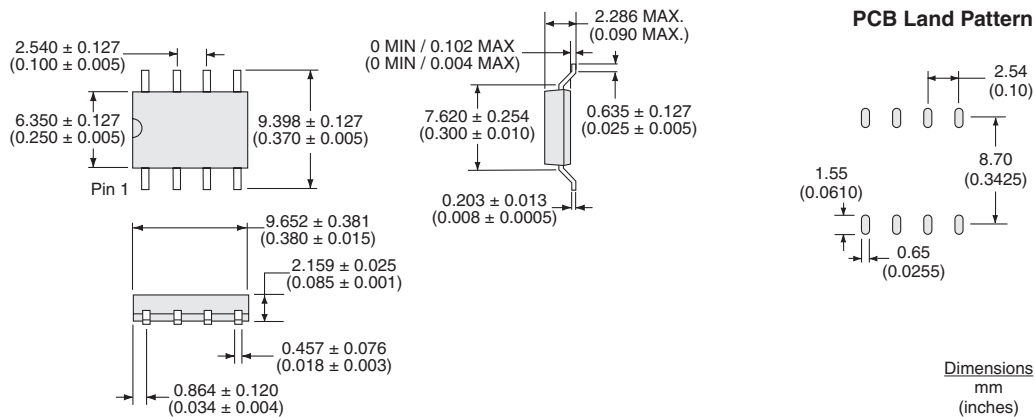 2.540 ± 0.127
(0.100 ± 0.005)
6.350 ± 0.127
(0.250 ± 0.005)
9.398 ± 0.127
(0.370 ± 0.005)
Pin 1
9.652 ± 0.381
(0.380 ± 0.015)
2.159 ± 0.025
(0.085 ± 0.001)
0.457 ± 0.076
(0.018 ± 0.003)
0.864 ± 0.120
(0.034 ± 0.004)
2.286 MAX.
(0.090 MAX.)
0 MIN / 0.102 MAX
(0 MIN / 0.004 MAX)
7.620 ± 0.254
(0.300 ± 0.010)
0.635 ± 0.127
(0.025 ± 0.005)
0.203 ± 0.013
(0.008 ± 0.0005)
PCB Land Pattern
2.54
(0.10)
8.70
(0.3425)
1.55
(0.0610)
0.65
(0.0255)
Dimensions
mm
(inches)